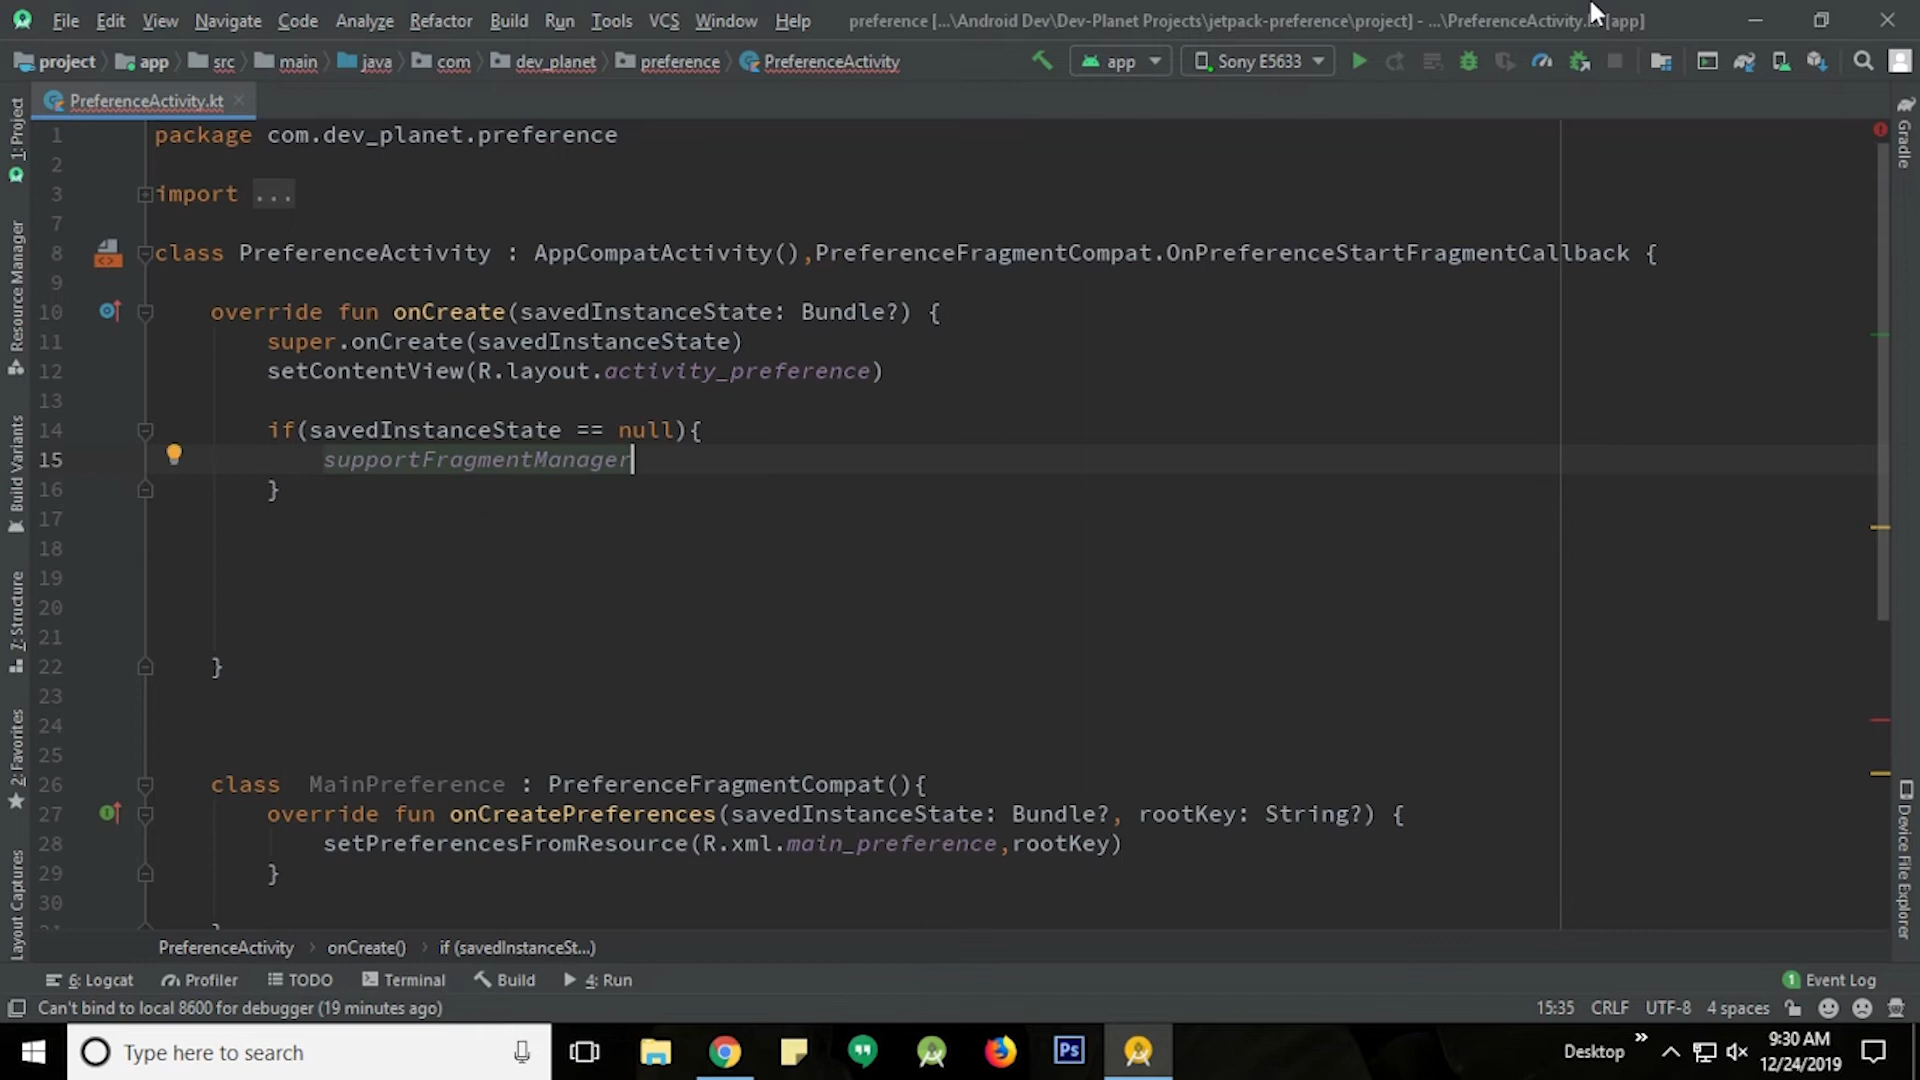 File Edit View Navigate Code Analyze Refactor Build Run Tools VCS Window Help preference [...\Android Dev\Dev-Planet Projects\jetpack-preference\project] - ...\PreferenceActivity.k [app]
project app src main java com dev_planet preference PreferenceActivity app Sony E5633
PreferenceActivity.kt
1 package com.dev_planet.preference
2
3 import ...
7
8 class PreferenceActivity : AppCompatActivity(),PreferenceFragmentCompat.OnPreferenceStartFragmentCallback {
9
10 override fun onCreate(savedInstanceState: Bundle?) {
11 super.onCreate(savedInstanceState)
12 setContentView(R.layout.activity_preference)
13
14 if(savedInstanceState == null){
15 supportFragmentManager
16 }
17
18
19
20
21
22 }
23
24
25
26 class MainPreference : PreferenceFragmentCompat(){
27 override fun onCreatePreferences(savedInstanceState: Bundle?, rootKey: String?) {
28 setPreferencesFromResource(R.xml.main_preference,rootKey)
29 }
30
1: Project
Resource Manager
Build Variants
7: Structure
2: Favorites
Layout Captures
Gradle
Device File Explorer
PreferenceActivity › onCreate() › if (savedInstanceSt...)
6: Logcat Profiler TODO Terminal Build 4: Run 1 Event Log
Can't bind to local 8600 for debugger (19 minutes ago) 15:35 CRLF UTF-8 4 spaces
Type here to search Ps Desktop » 9:30 AM
12/24/2019